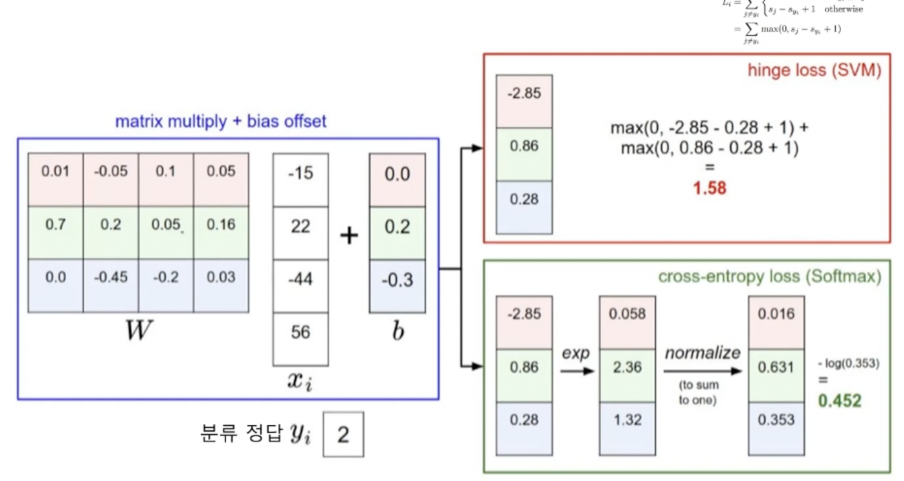 L_i = \sum_{j \neq y_i} { s_j - s_{y_i} + 1 otherwise
= \sum_{j \neq y_i} max(0, s_j - s_{y_i} + 1)
matrix multiply + bias offset
0.01 -0.05 0.1 0.05
0.7 0.2 0.05 0.16
0.0 -0.45 -0.2 0.03
W
-15
22
-44
56
x_i
+
0.0
0.2
-0.3
b
분류 정답 y_i 2
hinge loss (SVM)
-2.85
0.86
0.28
max(0, -2.85 - 0.28 + 1) +
max(0, 0.86 - 0.28 + 1)
=
1.58
cross-entropy loss (Softmax)
-2.85
0.86
0.28
exp
0.058
2.36
1.32
normalize
(to sum
to one)
0.016
0.631
0.353
- log(0.353)
=
0.452